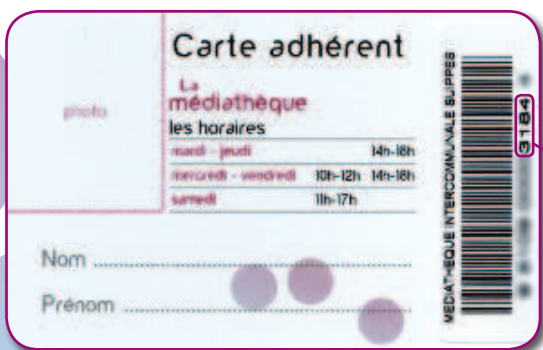 Carte adhérent
photo
La
médiathèque
les horaires
mardi - jeudi 14h-18h
mercredi - vendredi 10h-12h 14h-18h
samedi 11h-17h
Nom
Prénom
MEDIATHEQUE INTERCOMMUNALE SUIPPES
3184